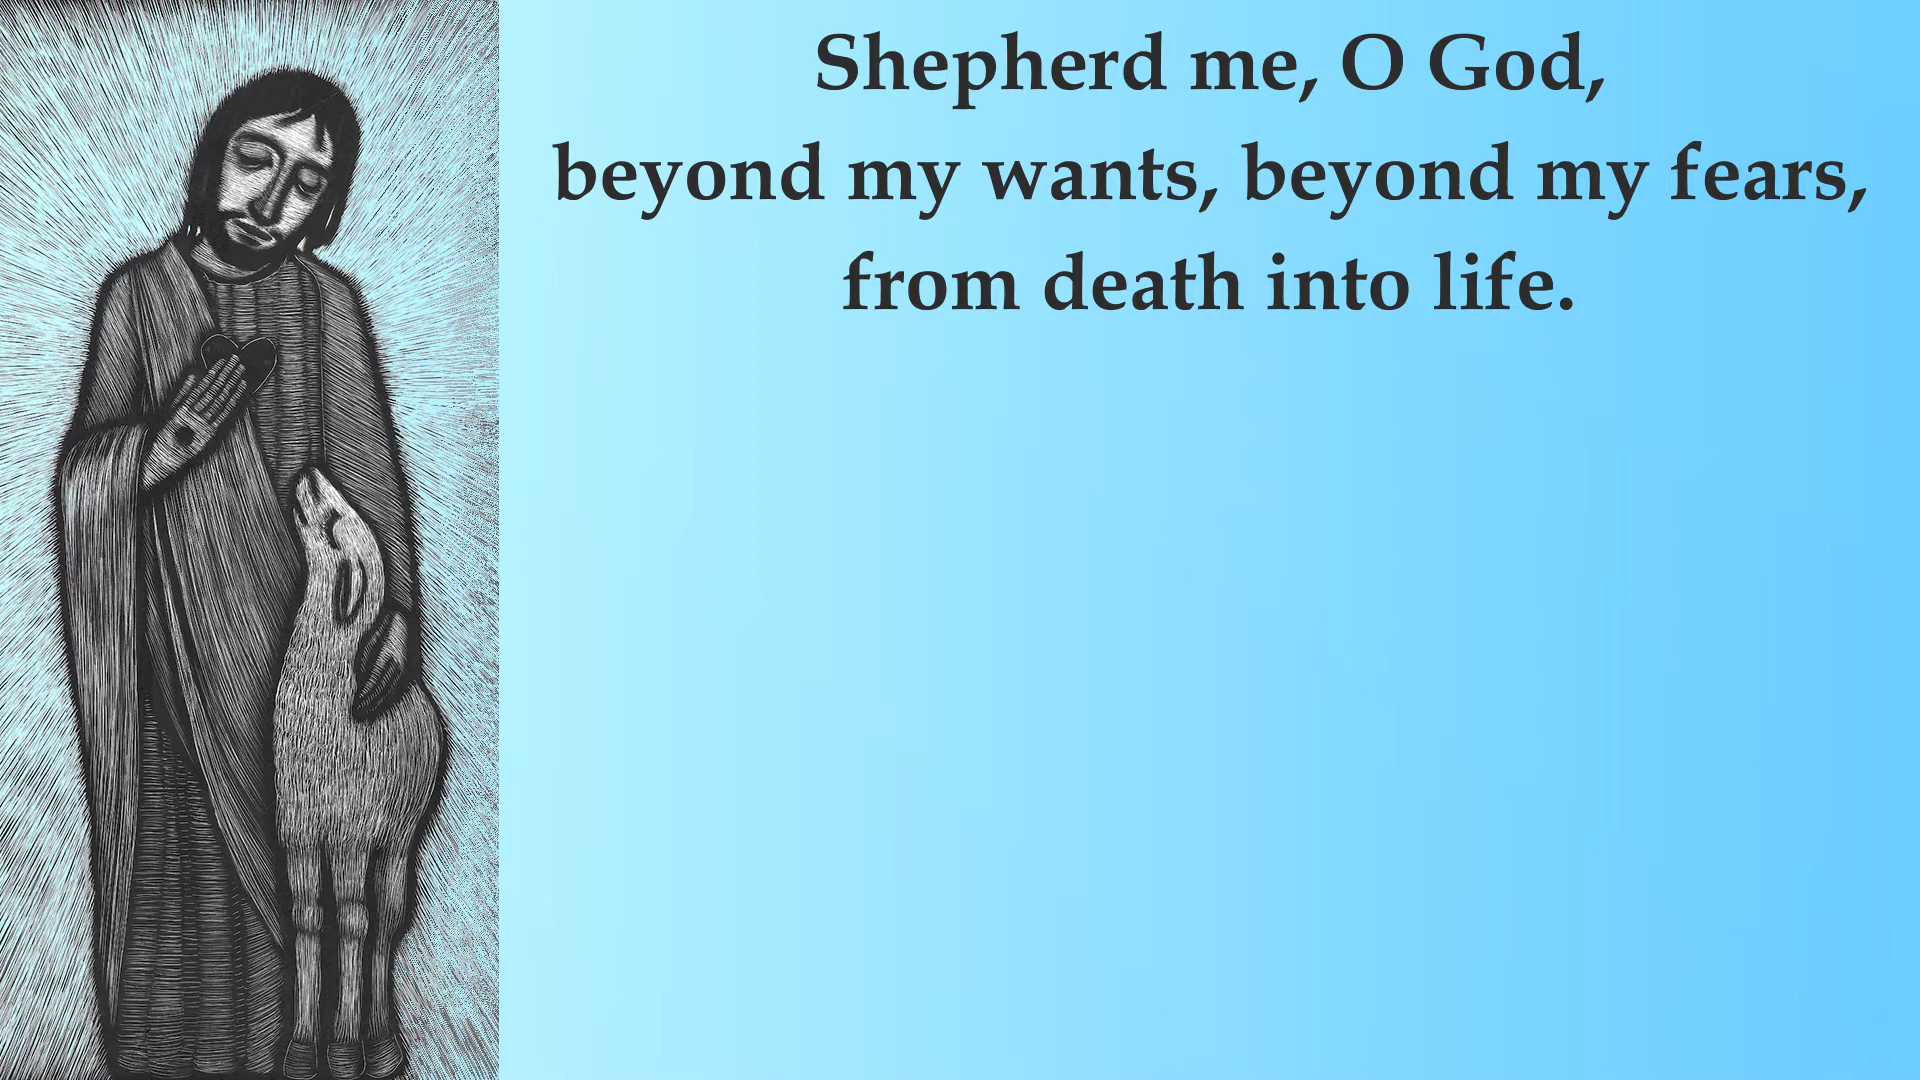 Shepherd me, O God,
beyond my wants, beyond my fears,
from death into life.